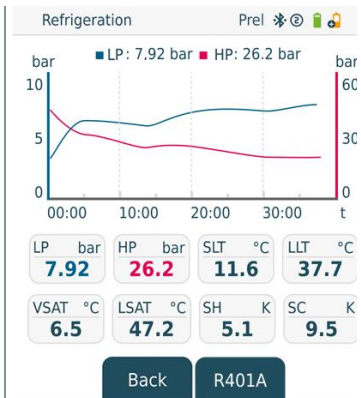 Refrigeration Prel 2
bar LP: 7,92 bar HP: 26.2 bar bar
10 60
5 30
0 0
00:00 10:00 20:00 30:00 t
LP bar HP bar SLT °C LLT °C
7.92 26.2 11.6 37.7
VSAT °C LSAT °C SH K SC K
6.5 47.2 5.1 9.5
Back R401A